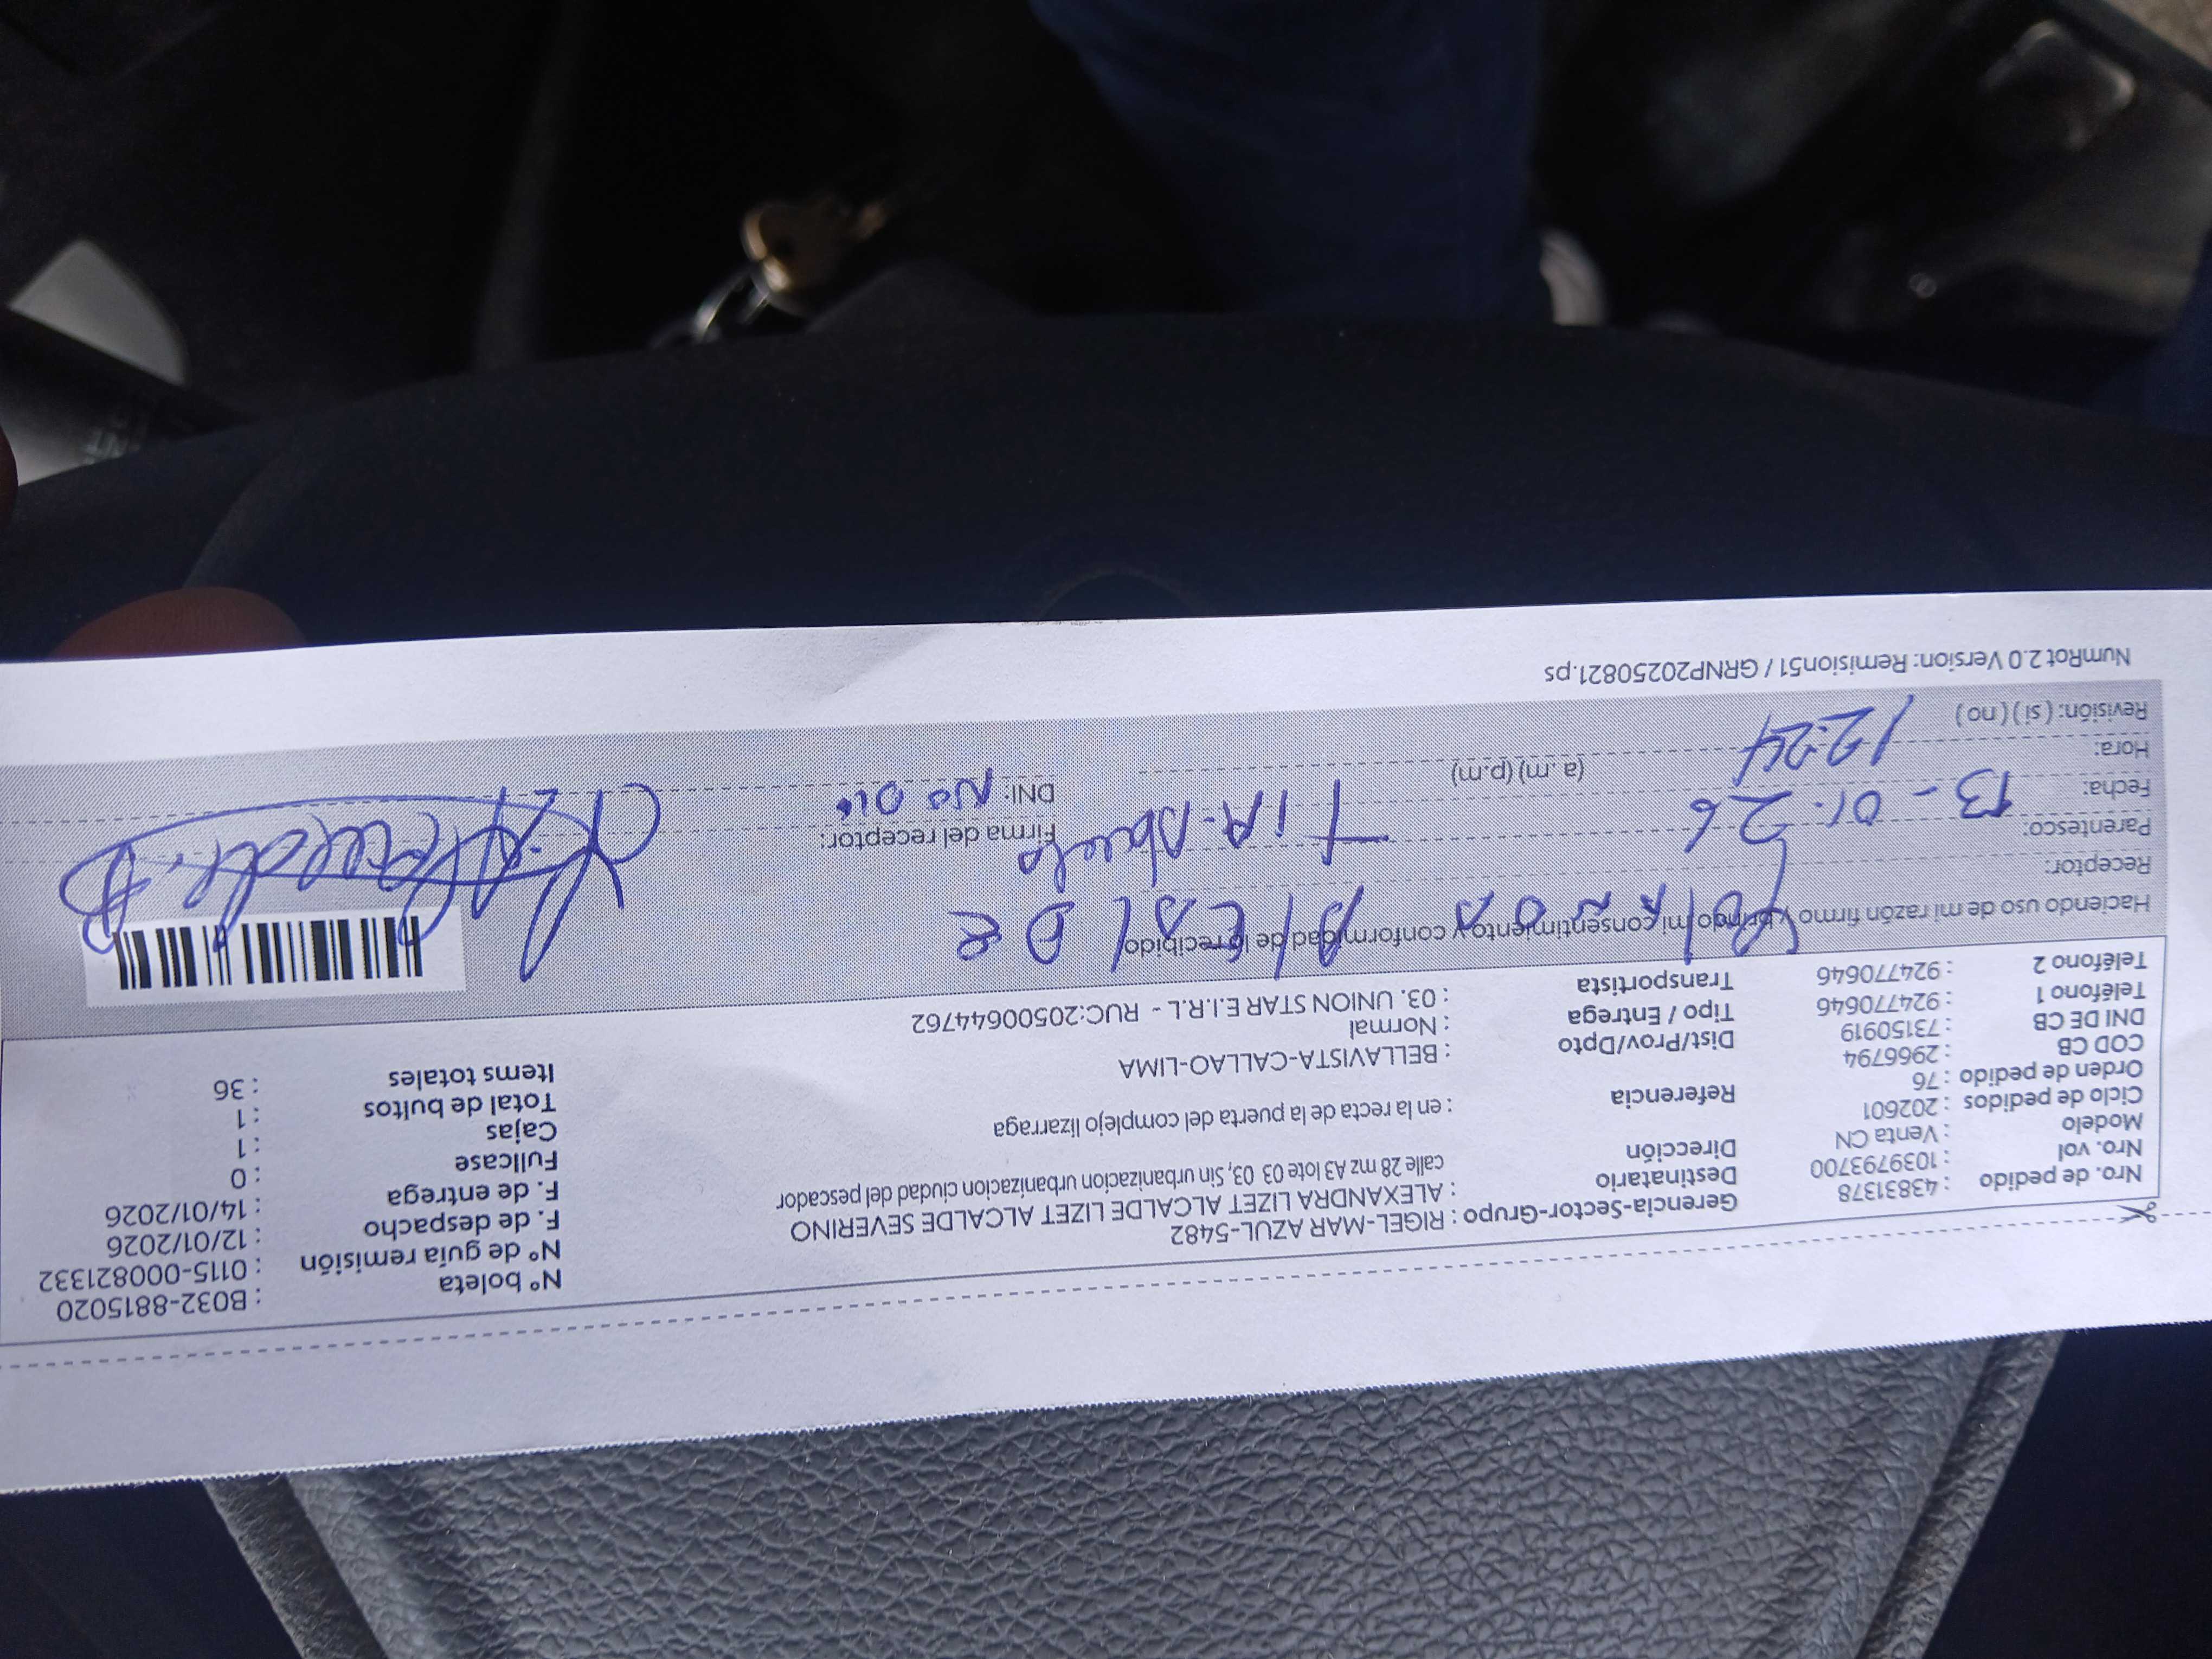 Nro. de pedido : 43831378
Nro. vol : 1039793700
Modelo : Venta CN
Ciclo de pedidos : 202601
Orden de pedido : 76
COD CB : 2966794
DNI DE CB : 73150919
Teléfono 1 : 924770646
Teléfono 2 : 924770646
Gerencia-Sector-Grupo : RIGEL-MAR AZUL-5482
Destinatario : ALEXANDRA LIZET ALCALDE LIZET ALCALDE SEVERINO
Dirección calle 28 mz A3 lote 03 03, Sin urbanizacion urbanizacion ciudad del pescador
Referencia : en la recta de la puerta del complejo lizarraga
Dist/Prov/Dpto : BELLAVISTA-CALLAO-LIMA
Tipo / Entrega : Normal
Transportista : 03. UNION STAR E.I.R.L - RUC:20500644762
N° boleta : B032-8815020
N° de guía remisión : 0115-000821332
F. de despacho : 12/01/2026
F. de entrega : 14/01/2026
Fullcase : 0
Cajas : 1
Total de bultos : 1
Items totales : 36
Haciendo uso de mi razón firmo y brindo mi consentimiento y conformidad de lo recibido
Receptor:
Parentesco: TIA-
Fecha: 13-01-26
Hora: 12:24 (a.m) (p.m)
Revisión: ( si ) ( no )
Firma del receptor:
DNI: NO DIO
NumRot 2.0 Version: Remision51 / GRNP20250821.ps